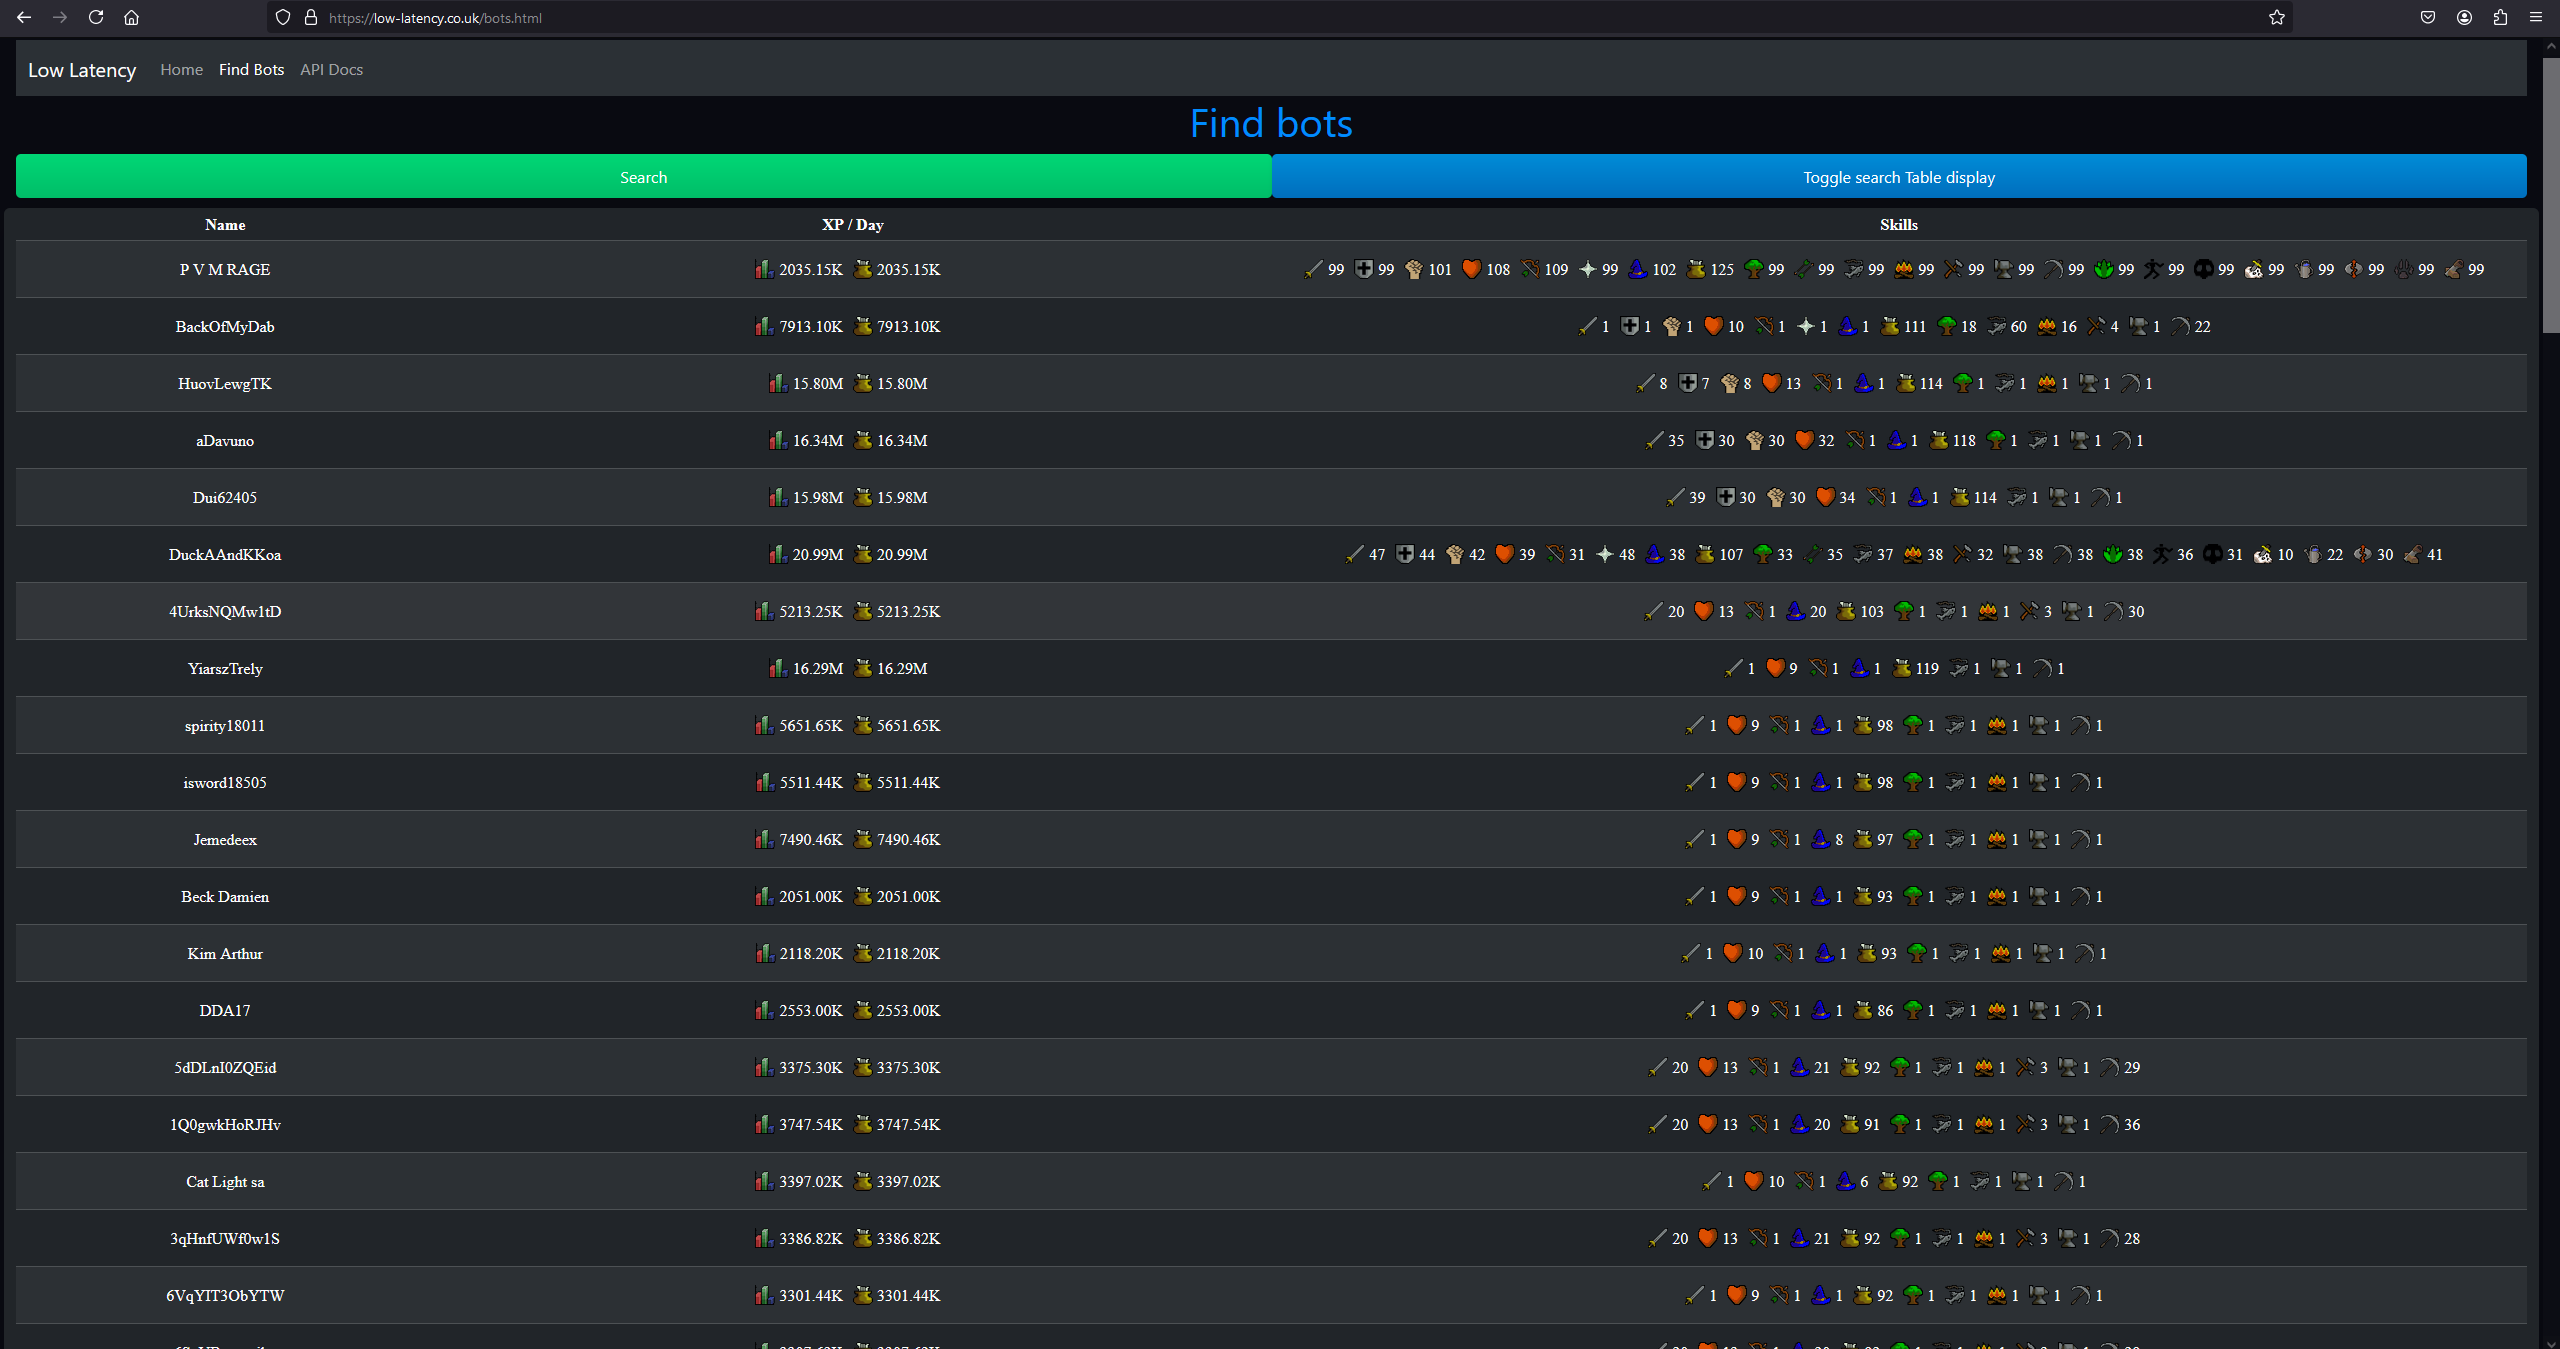 https://low-latency.co.uk/bots.html
Low Latency Home Find Bots API Docs
Find bots
Search Toggle search Table display
Name XP / Day Skills
P V M RAGE 2035.15K 2035.15K 99 99 101 108 109 99 102 125 99 99 99 99 99 99 99 99 99 99 99 99 99 99 99
BackOfMyDab 7913.10K 7913.10K 1 1 1 10 1 1 1 111 18 60 16 4 1 22
HuovLewgTK 15.80M 15.80M 8 7 8 13 1 1 114 1 1 1 1 1
aDavuno 16.34M 16.34M 35 30 30 32 1 1 118 1 1 1 1
Dui62405 15.98M 15.98M 39 30 30 34 1 1 114 1 1 1
DuckAAndKKoa 20.99M 20.99M 47 44 42 39 31 48 38 107 33 35 37 38 32 38 38 38 36 31 10 22 30 41
4UrksNQMw1tD 5213.25K 5213.25K 20 13 1 20 103 1 1 1 3 1 30
YiarszTrely 16.29M 16.29M 1 9 1 1 119 1 1 1
spirity18011 5651.65K 5651.65K 1 9 1 1 98 1 1 1 1 1
isword18505 5511.44K 5511.44K 1 9 1 1 98 1 1 1 1 1
Jemedeex 7490.46K 7490.46K 1 9 1 8 97 1 1 1 1 1
Beck Damien 2051.00K 2051.00K 1 9 1 1 93 1 1 1 1 1
Kim Arthur 2118.20K 2118.20K 1 10 1 1 93 1 1 1 1 1
DDA17 2553.00K 2553.00K 1 9 1 1 86 1 1 1 1 1
5dDLnI0ZQEid 3375.30K 3375.30K 20 13 1 21 92 1 1 1 3 1 29
1Q0gwkHoRJHv 3747.54K 3747.54K 20 13 1 20 91 1 1 1 3 1 36
Cat Light sa 3397.02K 3397.02K 1 10 1 6 92 1 1 1 1
3qHnfUWf0w1S 3386.82K 3386.82K 20 13 1 21 92 1 1 1 3 1 28
6VqYIT3ObYTW 3301.44K 3301.44K 1 9 1 1 92 1 1 1 1 1